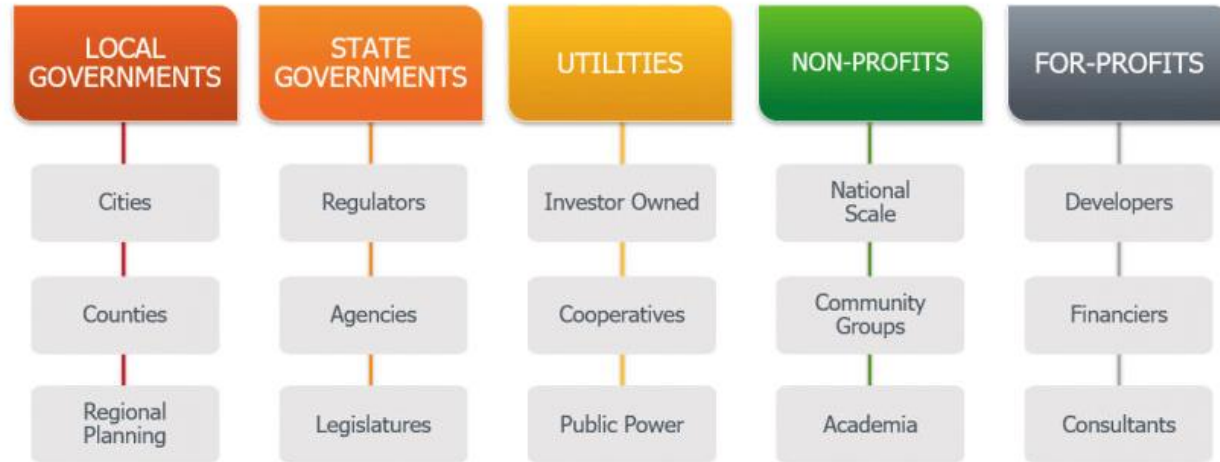 LOCAL
GOVERNMENTS
STATE
GOVERNMENTS
UTILITIES
NON-PROFITS
FOR-PROFITS
Cities
Regulators
Investor Owned
National
Scale
Developers
Counties
Agencies
Cooperatives
Community
Groups
Financiers
Regional
Planning
Legislatures
Public Power
Academia
Consultants